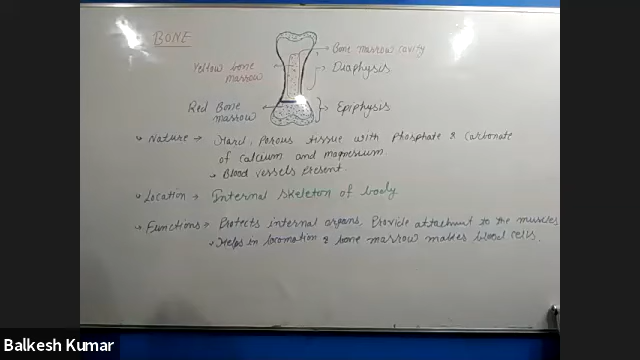 BONE
Bone marrow cavity
Yellow bone marrow
Diaphysis
Red Bone marrow
Epiphysis
Nature → Hard, Porous tissue with phosphate & carbonate
of calcium and magnesium.
Blood vessels present.
Location → Internal skeleton of body
Functions → Protects internal organs, Provide attachment to the muscles
Helps in locomotion & bone-marrow makes blood cells.
Balkesh Kumar